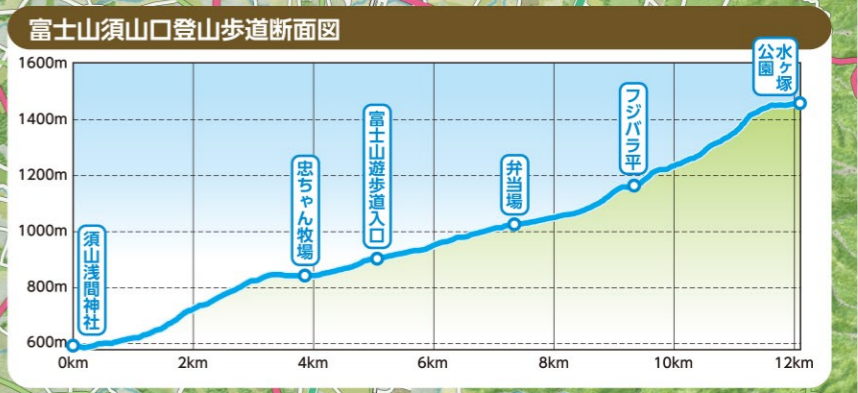 富士山須山口登山歩道断面図
1600m
1400m
1200m
1000m
800m
600m
須山浅間神社
忠ちゃん牧場
富士山遊歩道入口
弁当場
フジバラ平
水ヶ塚
公園
0km
2km
4km
6km
8km
10km
12km